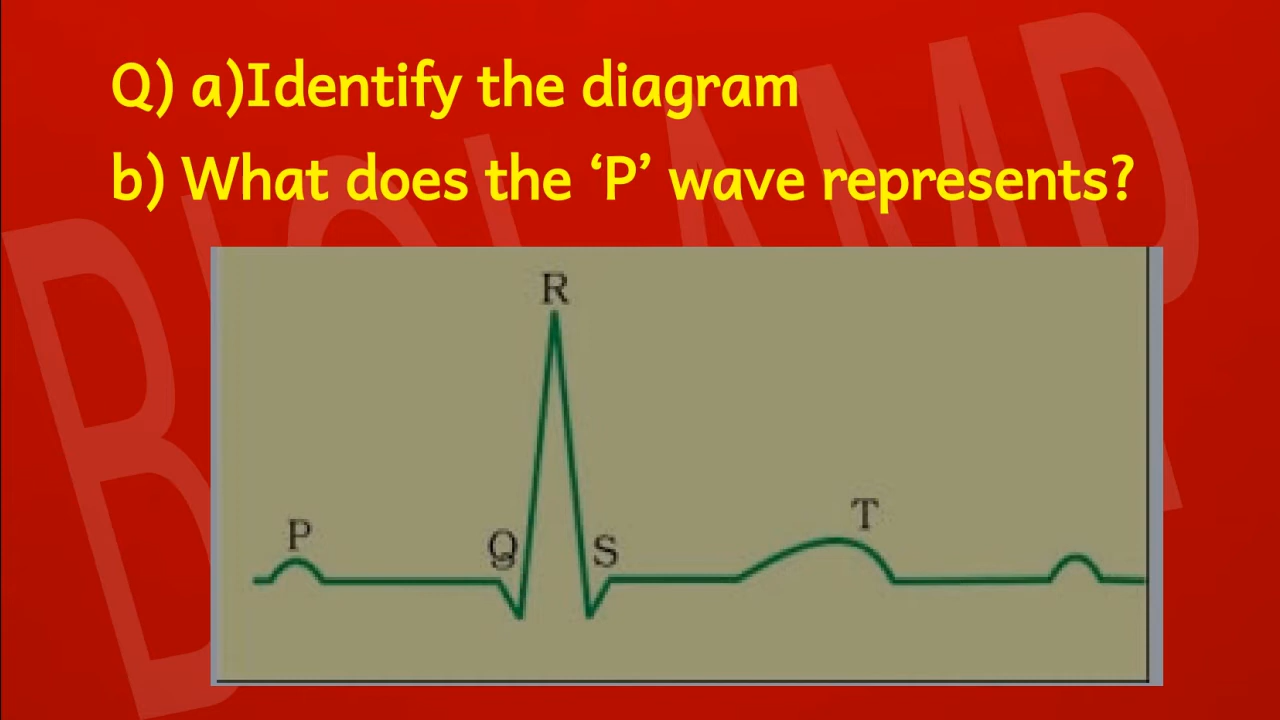 Q) a)Identify the diagram
b) What does the ‘P’ wave represents?
R
P
Q
S
T